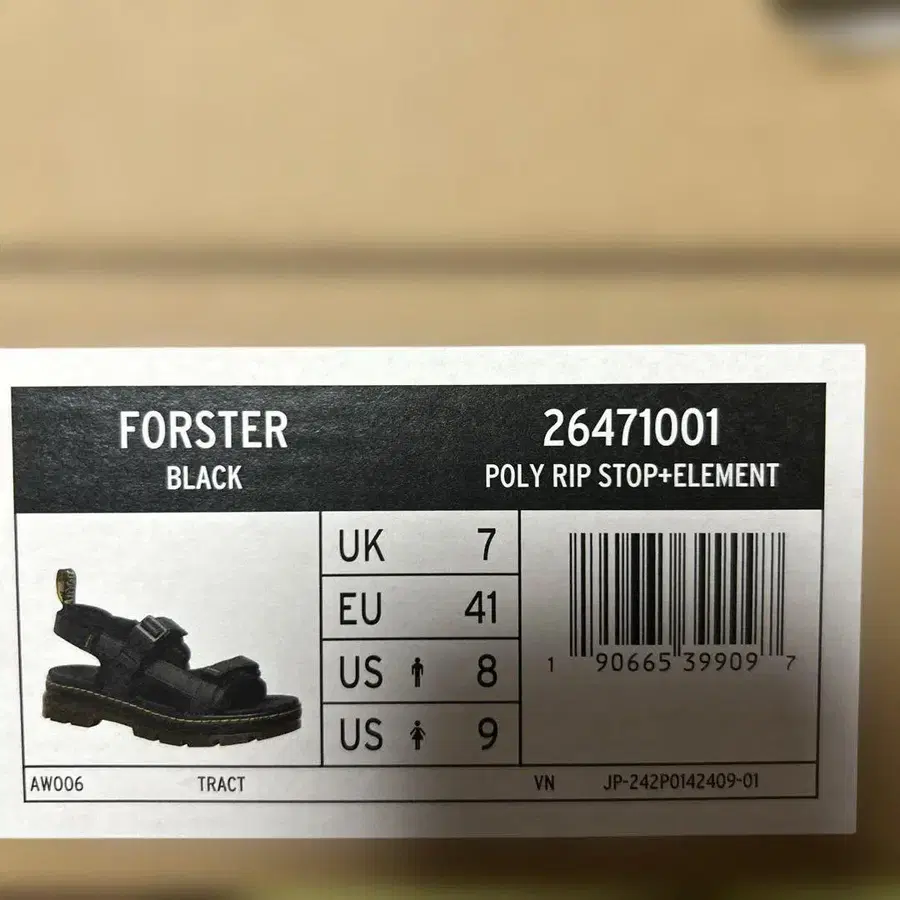 FORSTER
BLACK
26471001
POLY RIP STOP+ELEMENT
UK 7
EU 41
US 8
US 9
1 90665 39909 7
AW006 TRACT VN JP-242P0142409-01